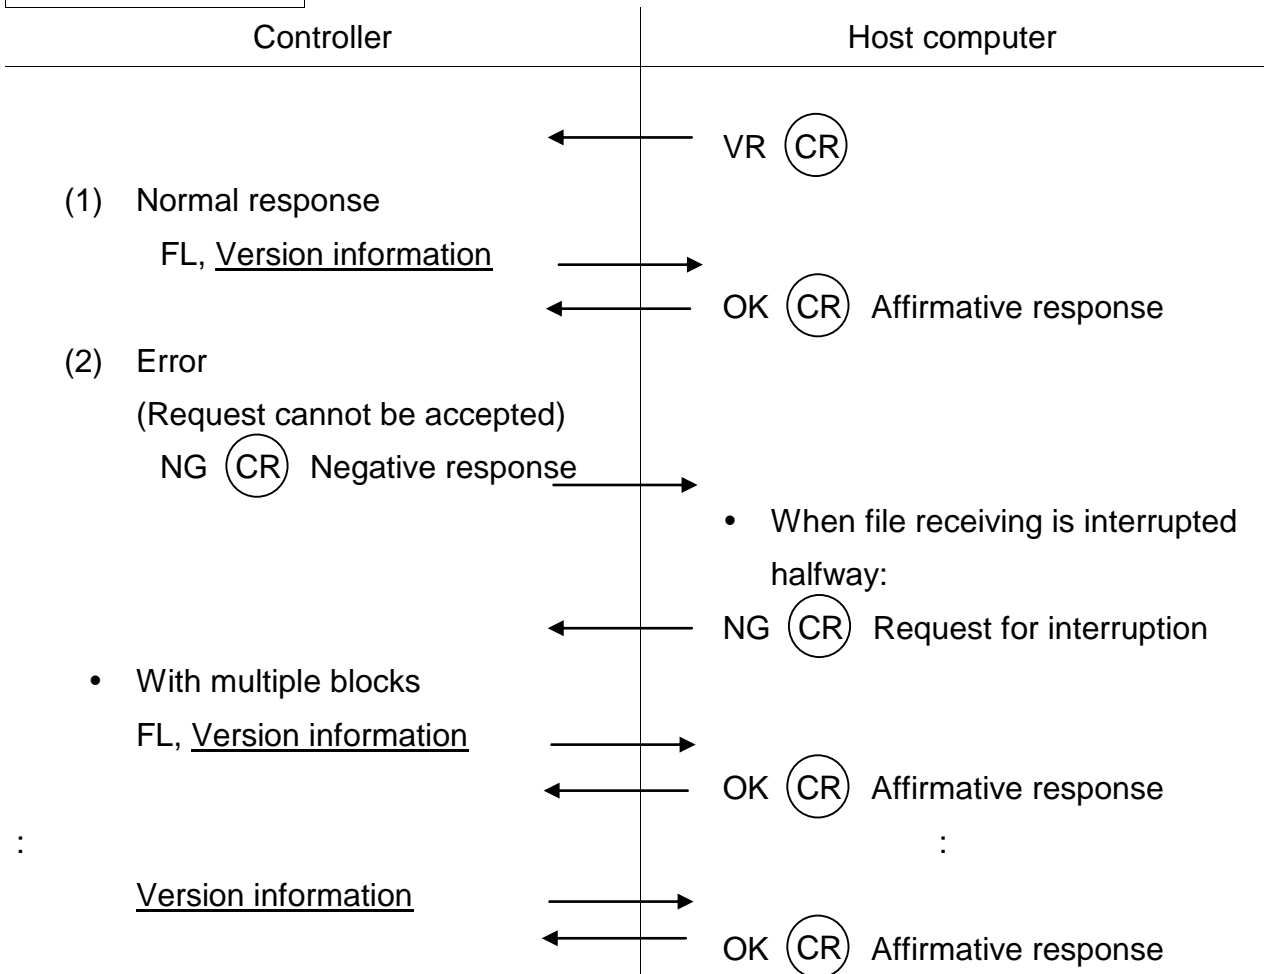 Controller Host computer
VR CR
(1) Normal response
FL, Version information
OK CR Affirmative response
(2) Error
(Request cannot be accepted)
NG CR Negative response
• When file receiving is interrupted
halfway:
NG CR Request for interruption
• With multiple blocks
FL, Version information
OK CR Affirmative response
: :
Version information
OK CR Affirmative response